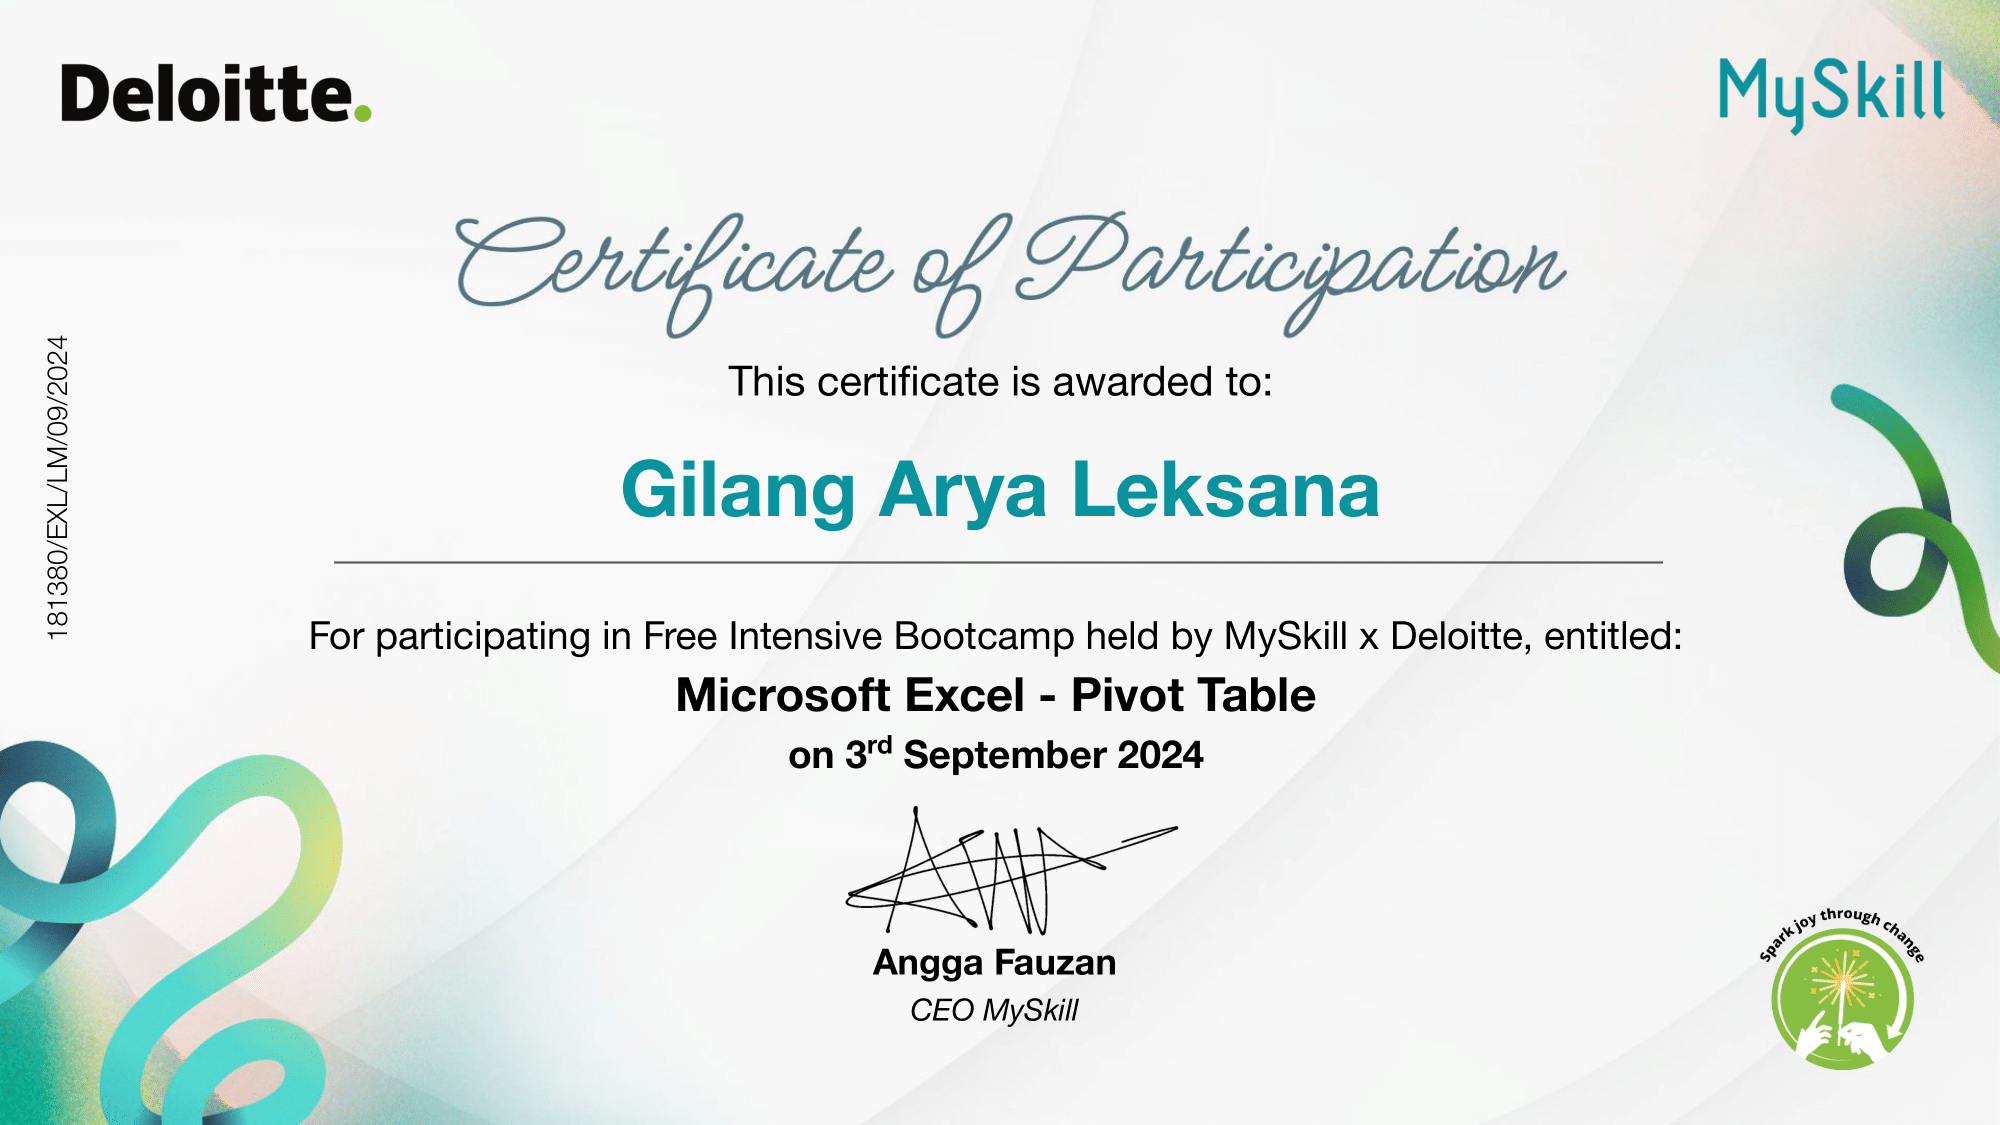 Deloitte.
MySkill
Certificate of Participation
This certificate is awarded to:
Gilang Arya Leksana
181380/EXL/LM/09/2024
For participating in Free Intensive Bootcamp held by MySkill x Deloitte, entitled:
Microsoft Excel - Pivot Table
on 3rd September 2024
Angga Fauzan
CEO MySkill
Spark joy through change